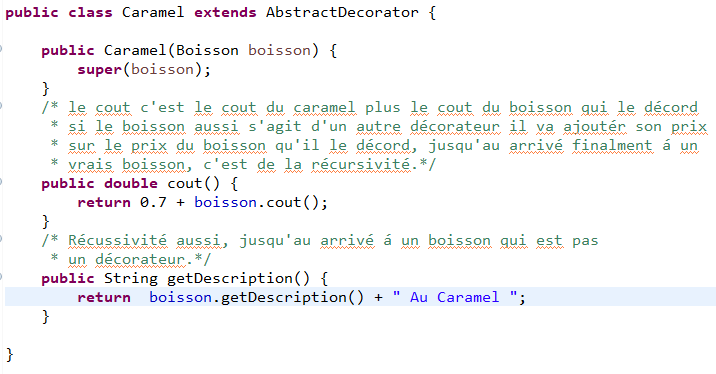 public class Caramel extends AbstractDecorator {
public Caramel(Boisson boisson) {
super(boisson);
}
/* le cout c'est le cout du caramel plus le cout du boisson qui le décord
* si le boisson aussi s'agit d'un autre décorateur il va ajoutér son prix
* sur le prix du boisson qu'il le décord, jusqu'au arrivé finalment á un
* vrais boisson, c'est de la récursivité.*/
public double cout() {
return 0.7 + boisson.cout();
}
/* Récussivité aussi, jusqu'au arrivé á un boisson qui est pas
* un décorateur.*/
public String getDescription() {
return  boisson.getDescription() + " Au Caramel ";
}
}